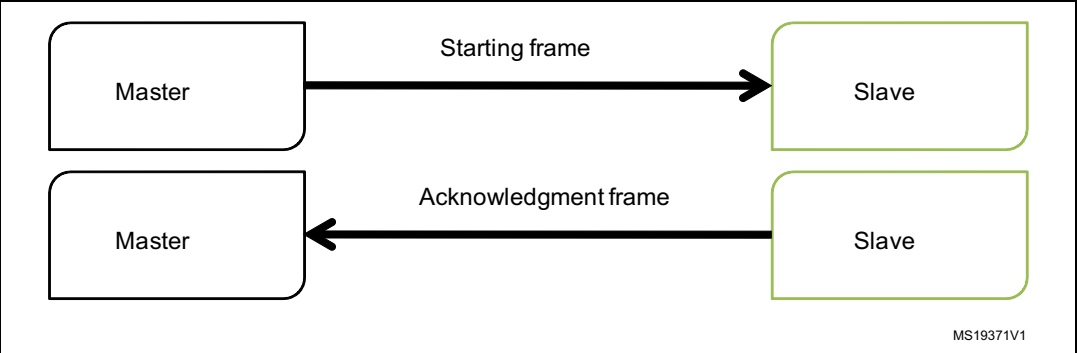 Starting frame
Master
Slave
Acknowledgment frame
Master
Slave
MS19371V1